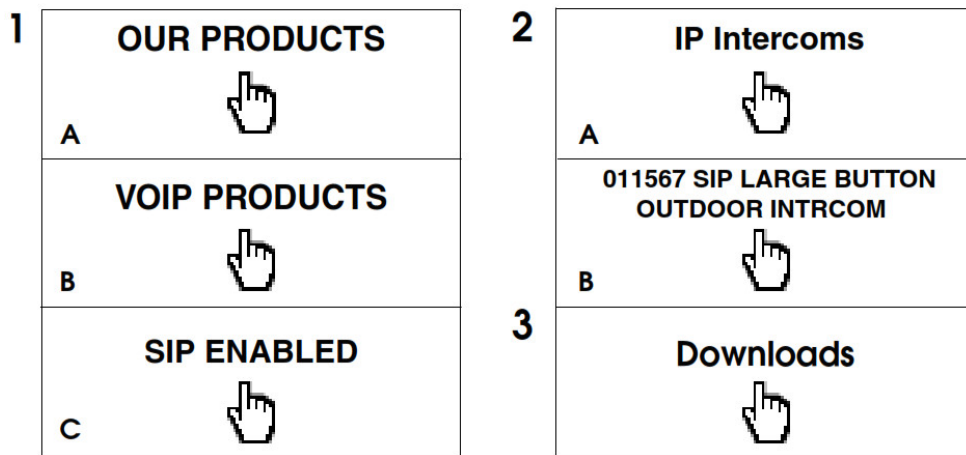 1
OUR PRODUCTS
A
VOIP PRODUCTS
B
SIP ENABLED
C
2
IP Intercoms
A
011567 SIP LARGE BUTTON
OUTDOOR INTRCOM
B
3
Downloads